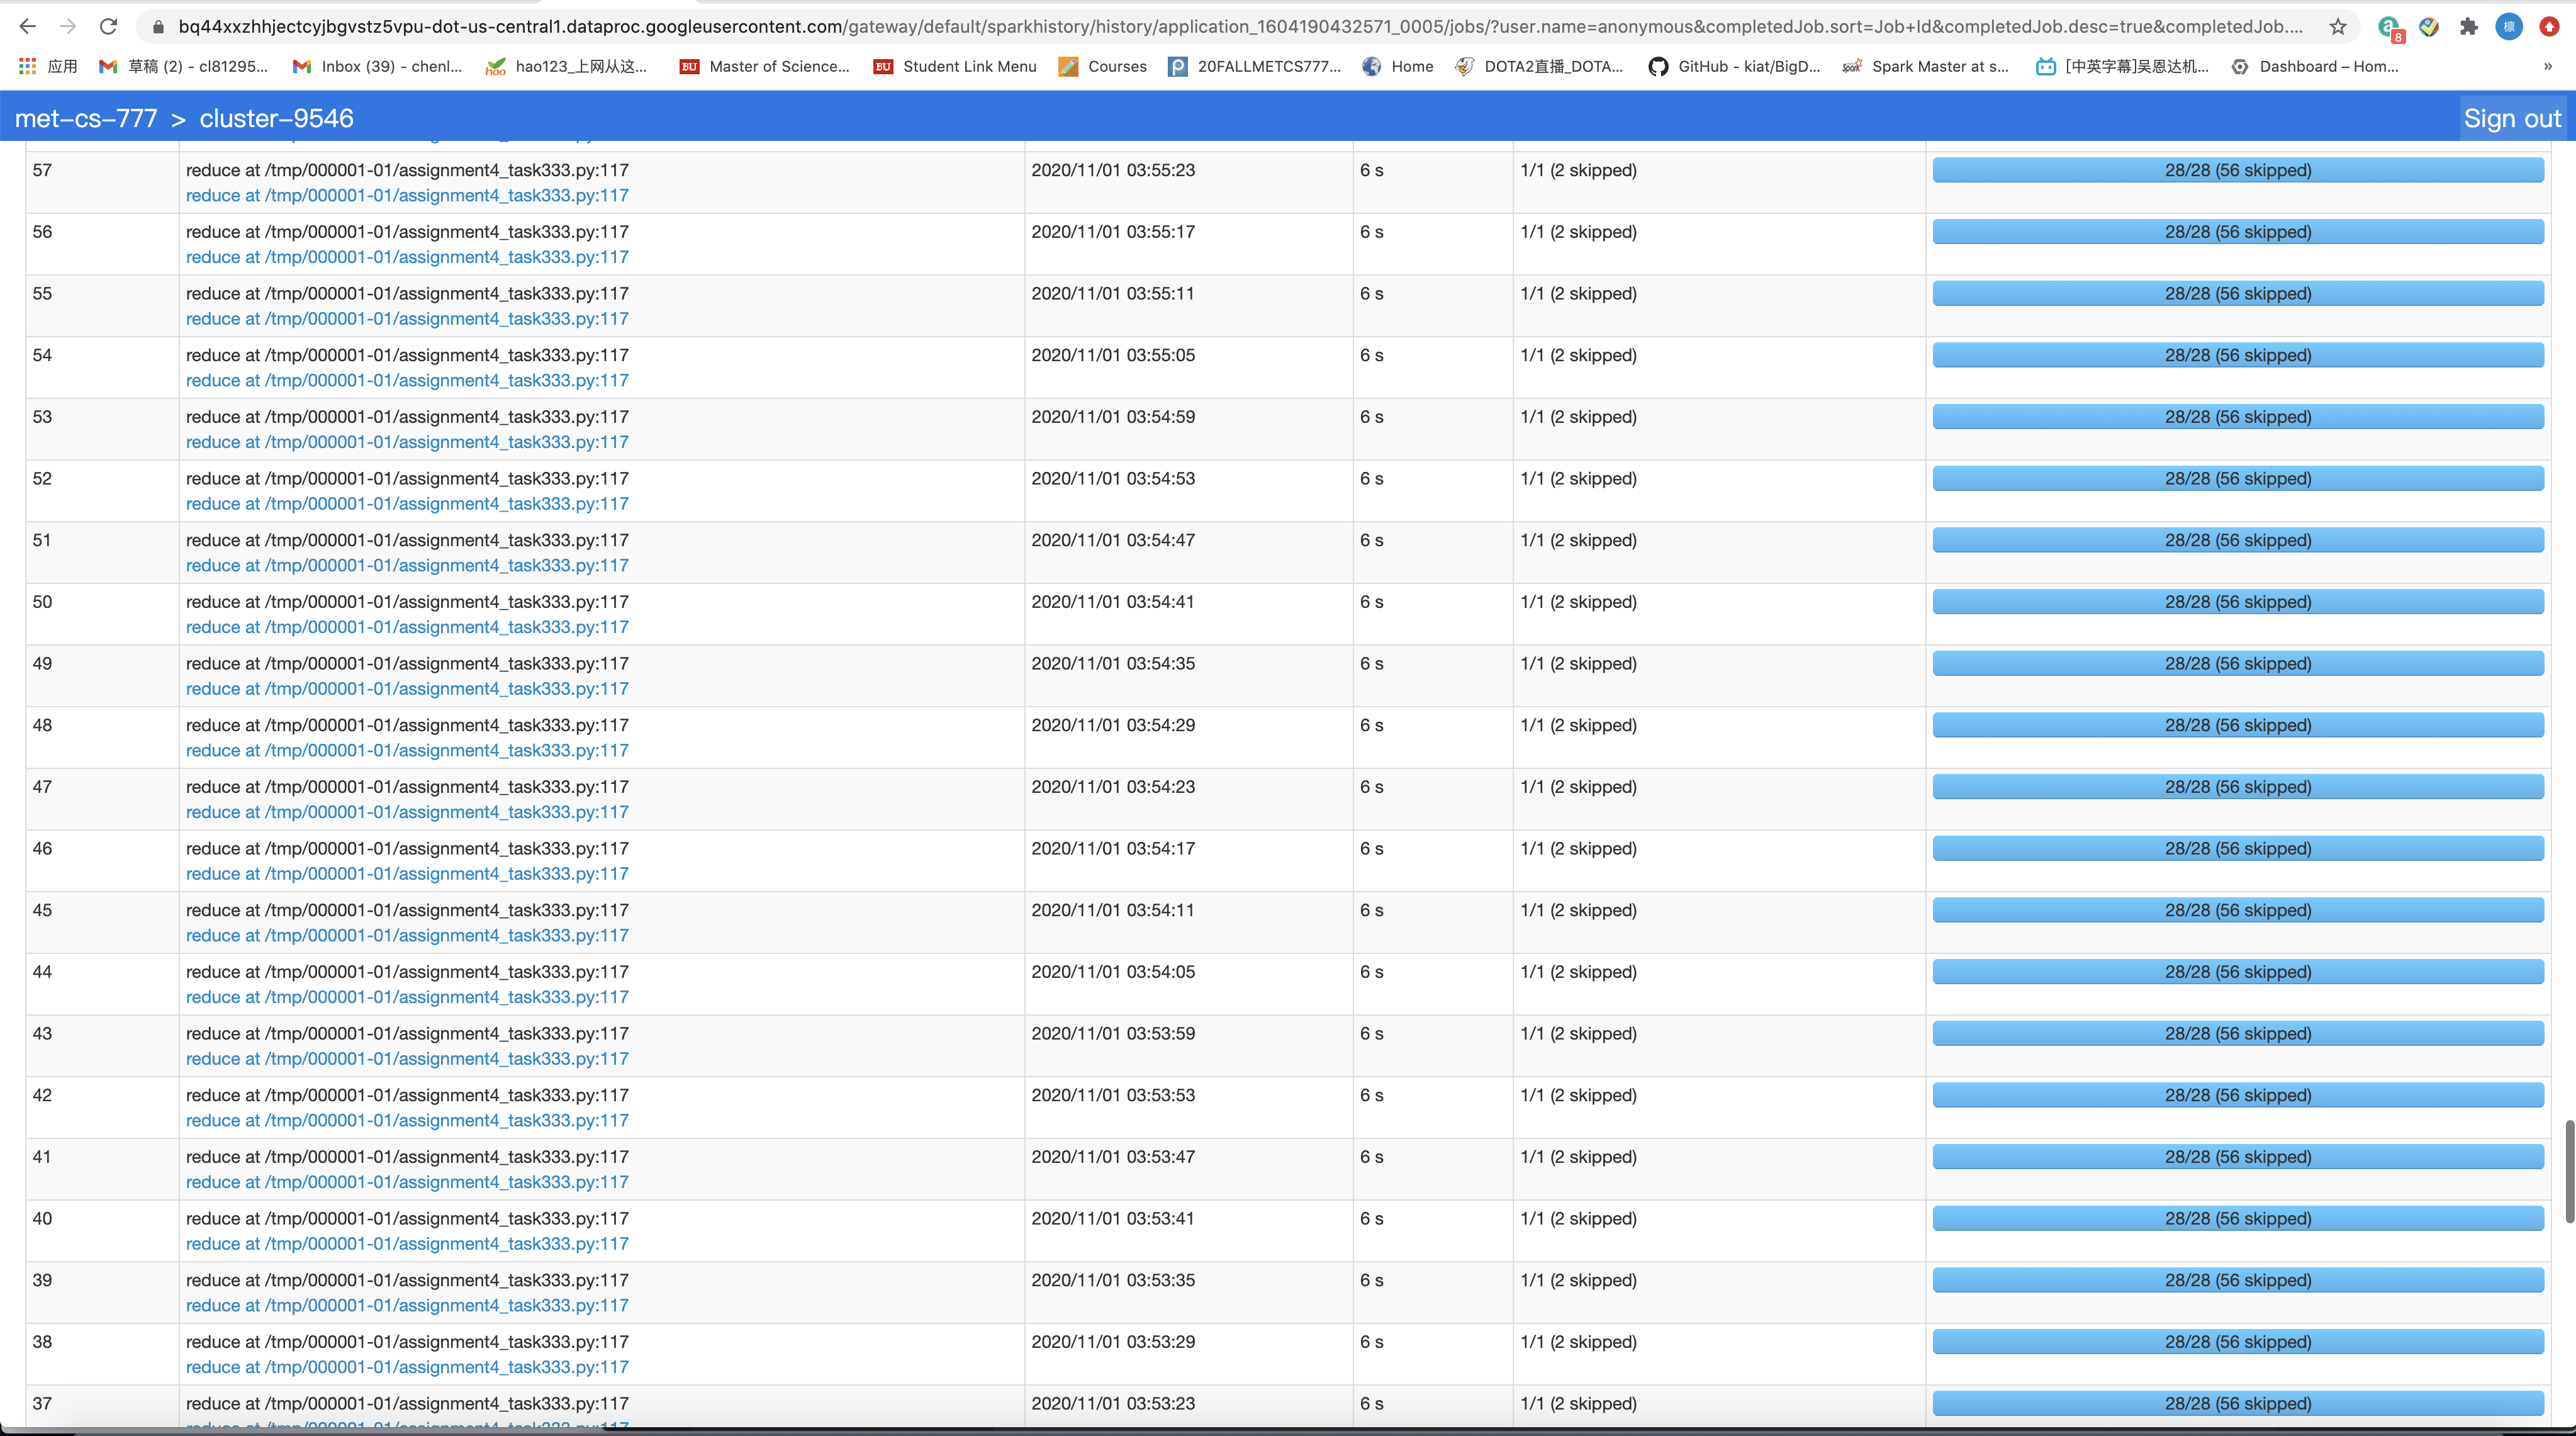 bq44xxzhhjectcyjbgvstz5vpu-dot-us-central1.dataproc.googleusercontent.com/gateway/default/sparkhistory/history/application_1604190432571_0005/jobs/?user.name=anonymous&completedJob.sort=Job+Id&completedJob.desc=true&completedJob.... 8
应用 草稿 (2) - cl81295... Inbox (39) - chenl... hao hao123_上网从这... BU Master of Science... BU Student Link Menu Courses 20FALLMETCS777... Home DOTA2直播_DOTA... GitHub - kiat/BigD... Spark Master at s... [中英字幕]吴恩达机... Dashboard – Hom... »
met-cs-777 > cluster-9546 Sign out
57 reduce at /tmp/000001-01/assignment4_task333.py:117 2020/11/01 03:55:23 6 s 1/1 (2 skipped) 28/28 (56 skipped)
reduce at /tmp/000001-01/assignment4_task333.py:117
56 reduce at /tmp/000001-01/assignment4_task333.py:117 2020/11/01 03:55:17 6 s 1/1 (2 skipped) 28/28 (56 skipped)
reduce at /tmp/000001-01/assignment4_task333.py:117
55 reduce at /tmp/000001-01/assignment4_task333.py:117 2020/11/01 03:55:11 6 s 1/1 (2 skipped) 28/28 (56 skipped)
reduce at /tmp/000001-01/assignment4_task333.py:117
54 reduce at /tmp/000001-01/assignment4_task333.py:117 2020/11/01 03:55:05 6 s 1/1 (2 skipped) 28/28 (56 skipped)
reduce at /tmp/000001-01/assignment4_task333.py:117
53 reduce at /tmp/000001-01/assignment4_task333.py:117 2020/11/01 03:54:59 6 s 1/1 (2 skipped) 28/28 (56 skipped)
reduce at /tmp/000001-01/assignment4_task333.py:117
52 reduce at /tmp/000001-01/assignment4_task333.py:117 2020/11/01 03:54:53 6 s 1/1 (2 skipped) 28/28 (56 skipped)
reduce at /tmp/000001-01/assignment4_task333.py:117
51 reduce at /tmp/000001-01/assignment4_task333.py:117 2020/11/01 03:54:47 6 s 1/1 (2 skipped) 28/28 (56 skipped)
reduce at /tmp/000001-01/assignment4_task333.py:117
50 reduce at /tmp/000001-01/assignment4_task333.py:117 2020/11/01 03:54:41 6 s 1/1 (2 skipped) 28/28 (56 skipped)
reduce at /tmp/000001-01/assignment4_task333.py:117
49 reduce at /tmp/000001-01/assignment4_task333.py:117 2020/11/01 03:54:35 6 s 1/1 (2 skipped) 28/28 (56 skipped)
reduce at /tmp/000001-01/assignment4_task333.py:117
48 reduce at /tmp/000001-01/assignment4_task333.py:117 2020/11/01 03:54:29 6 s 1/1 (2 skipped) 28/28 (56 skipped)
reduce at /tmp/000001-01/assignment4_task333.py:117
47 reduce at /tmp/000001-01/assignment4_task333.py:117 2020/11/01 03:54:23 6 s 1/1 (2 skipped) 28/28 (56 skipped)
reduce at /tmp/000001-01/assignment4_task333.py:117
46 reduce at /tmp/000001-01/assignment4_task333.py:117 2020/11/01 03:54:17 6 s 1/1 (2 skipped) 28/28 (56 skipped)
reduce at /tmp/000001-01/assignment4_task333.py:117
45 reduce at /tmp/000001-01/assignment4_task333.py:117 2020/11/01 03:54:11 6 s 1/1 (2 skipped) 28/28 (56 skipped)
reduce at /tmp/000001-01/assignment4_task333.py:117
44 reduce at /tmp/000001-01/assignment4_task333.py:117 2020/11/01 03:54:05 6 s 1/1 (2 skipped) 28/28 (56 skipped)
reduce at /tmp/000001-01/assignment4_task333.py:117
43 reduce at /tmp/000001-01/assignment4_task333.py:117 2020/11/01 03:53:59 6 s 1/1 (2 skipped) 28/28 (56 skipped)
reduce at /tmp/000001-01/assignment4_task333.py:117
42 reduce at /tmp/000001-01/assignment4_task333.py:117 2020/11/01 03:53:53 6 s 1/1 (2 skipped) 28/28 (56 skipped)
reduce at /tmp/000001-01/assignment4_task333.py:117
41 reduce at /tmp/000001-01/assignment4_task333.py:117 2020/11/01 03:53:47 6 s 1/1 (2 skipped) 28/28 (56 skipped)
reduce at /tmp/000001-01/assignment4_task333.py:117
40 reduce at /tmp/000001-01/assignment4_task333.py:117 2020/11/01 03:53:41 6 s 1/1 (2 skipped) 28/28 (56 skipped)
reduce at /tmp/000001-01/assignment4_task333.py:117
39 reduce at /tmp/000001-01/assignment4_task333.py:117 2020/11/01 03:53:35 6 s 1/1 (2 skipped) 28/28 (56 skipped)
reduce at /tmp/000001-01/assignment4_task333.py:117
38 reduce at /tmp/000001-01/assignment4_task333.py:117 2020/11/01 03:53:29 6 s 1/1 (2 skipped) 28/28 (56 skipped)
reduce at /tmp/000001-01/assignment4_task333.py:117
37 reduce at /tmp/000001-01/assignment4_task333.py:117 2020/11/01 03:53:23 6 s 1/1 (2 skipped) 28/28 (56 skipped)
reduce at /tmp/000001-01/assignment4_task333.py:117